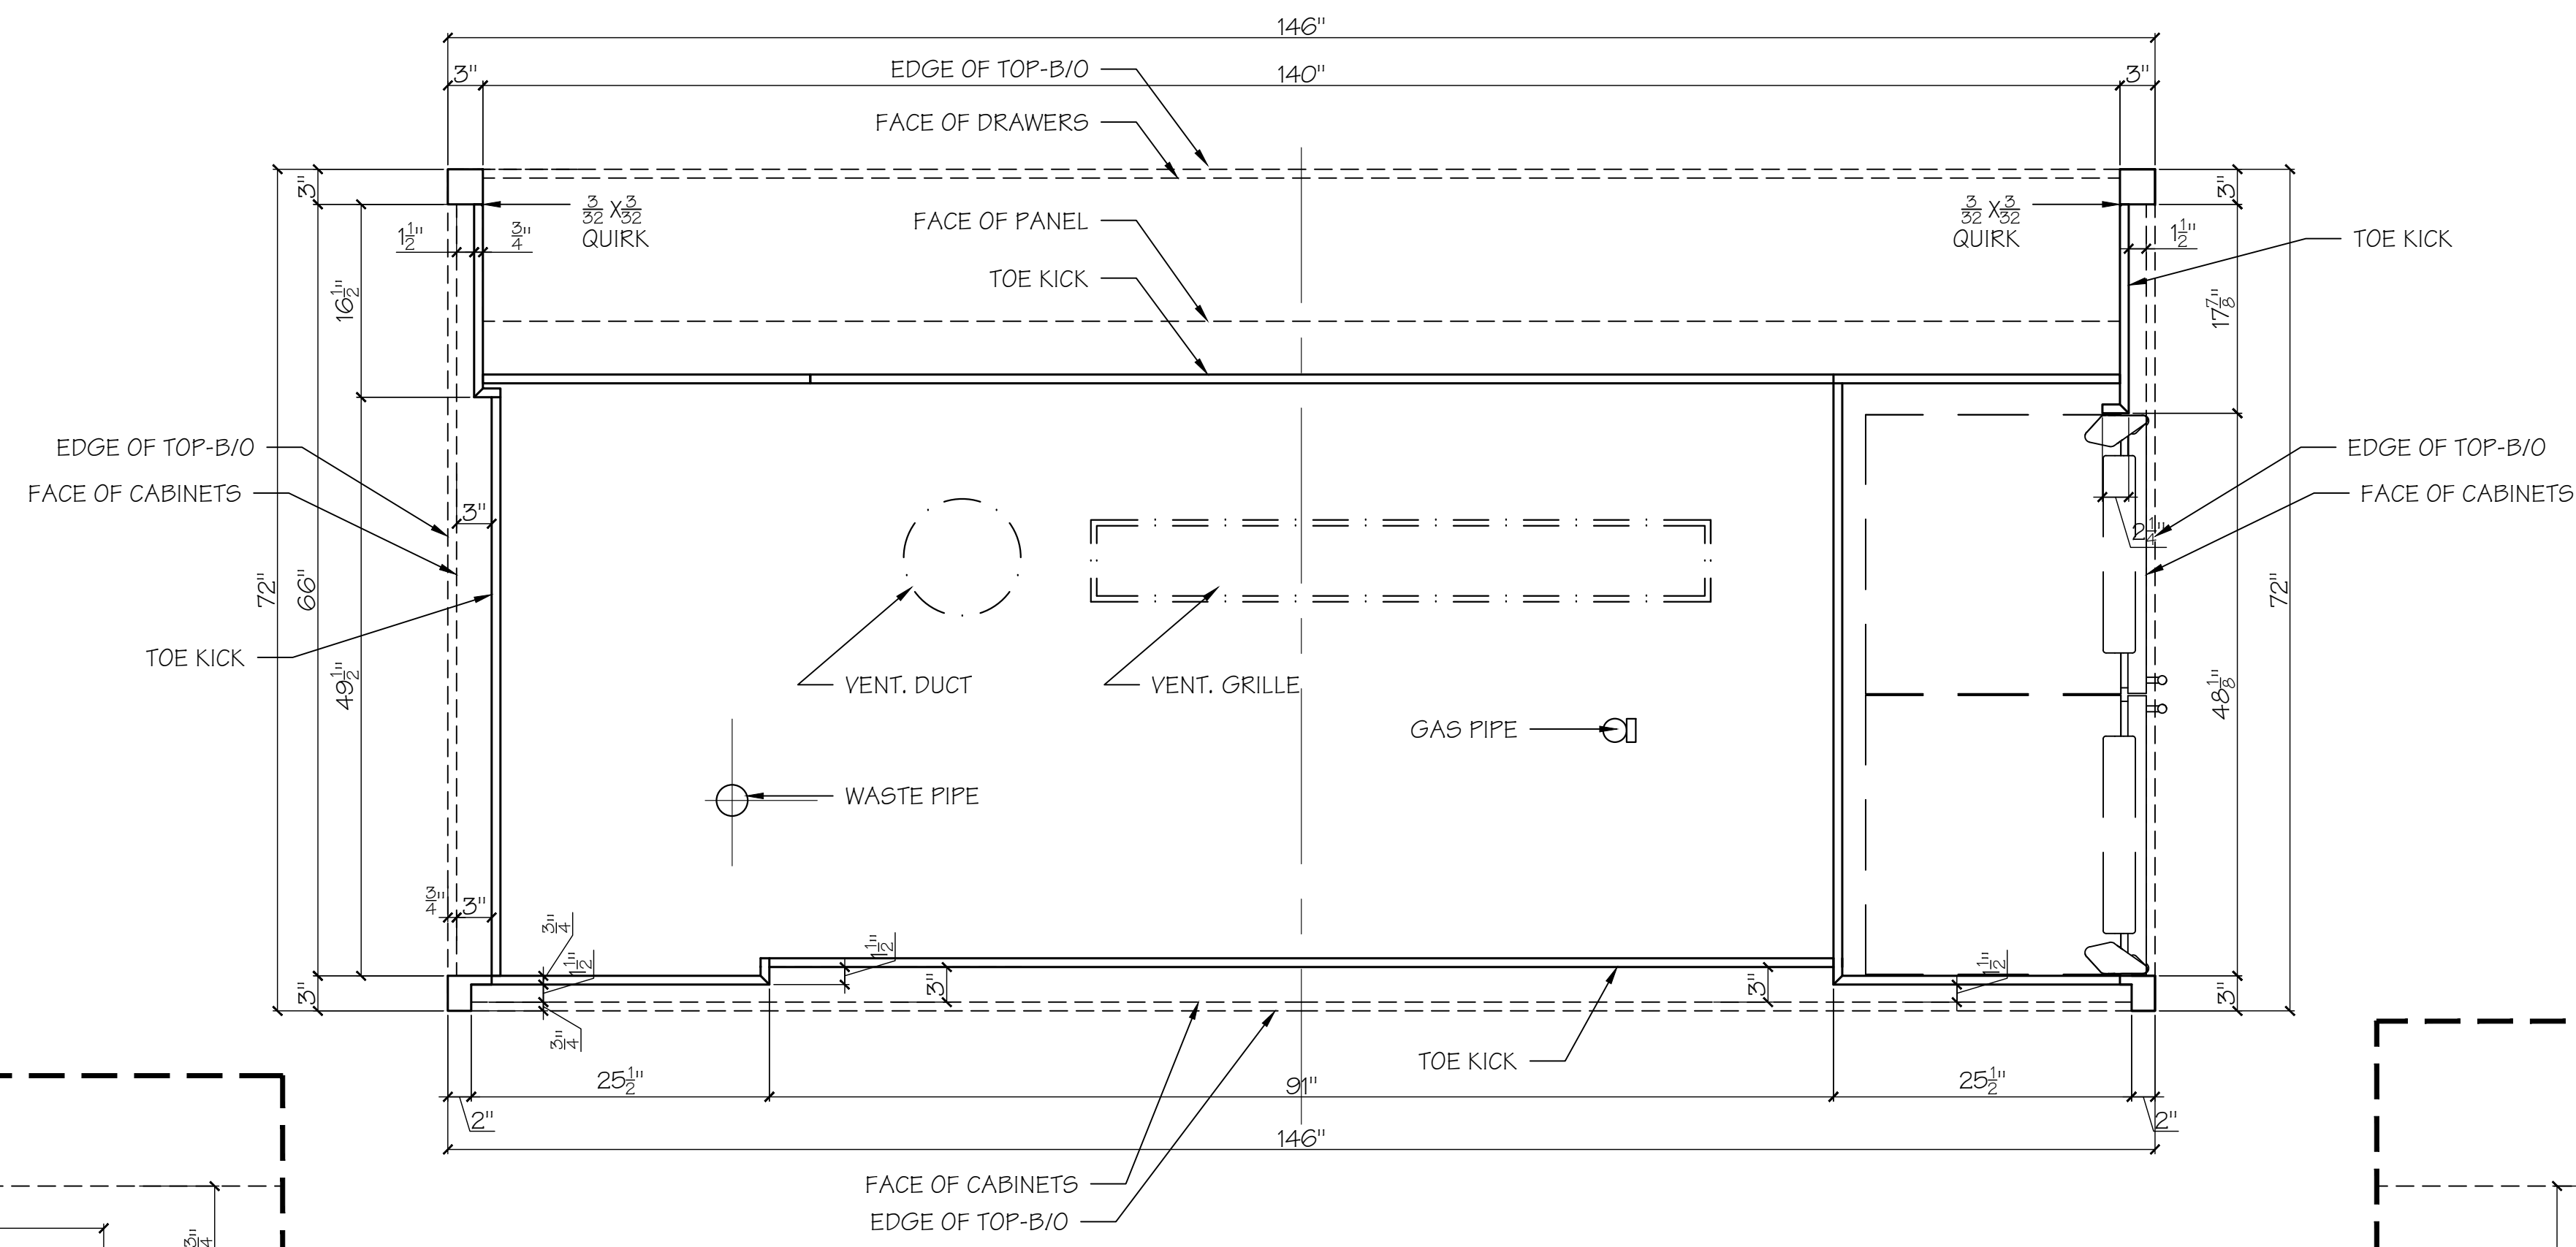 146"
3"
140"
3"
EDGE OF TOP-B/O
FACE OF DRAWERS
3"
3/32 X 3/32
QUIRK
1 1/2"
3/4"
FACE OF PANEL
3/32 X 3/32
QUIRK
3"
1 1/2"
TOE KICK
TOE KICK
16 1/2"
17 7/8"
EDGE OF TOP-B/O
FACE OF CABINETS
EDGE OF TOP-B/O
FACE OF CABINETS
3"
2 1/4"
72"
66"
72"
TOE KICK
49 1/2"
VENT. DUCT
VENT. GRILLE
48 1/8"
GAS PIPE
WASTE PIPE
3/4"
3"
3/4"
1 1/2"
1 1/2"
3"
3"
1 1/2"
3"
3"
3/4"
TOE KICK
25 1/2"
91"
25 1/2"
2"
2"
146"
FACE OF CABINETS
EDGE OF TOP-B/O
3/4"